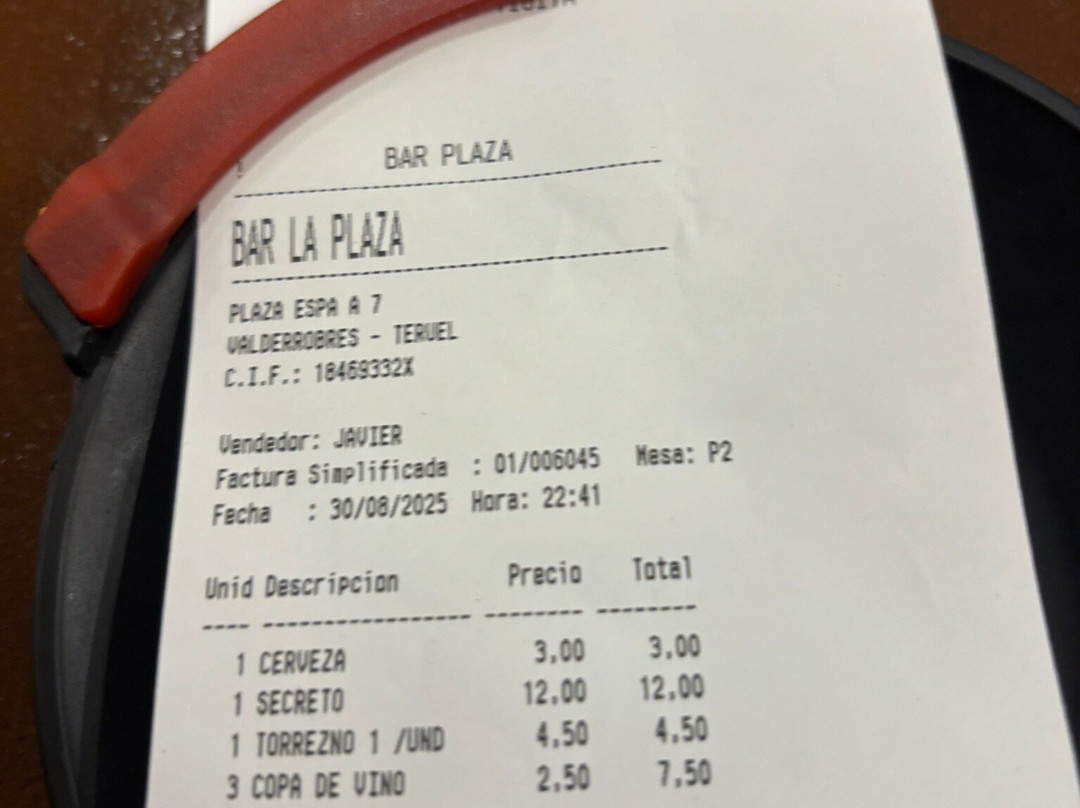 BAR PLAZA
BAR LA PLAZA
PLAZA ESPA A 7
VALDERROBRES - TERUEL
C.I.F.: 18469332X
Vendedor: JAVIER
Factura Simplificada : 01/006045 Mesa: P2
Fecha : 30/08/2025 Hora: 22:41
Unid Descripcion Precio Total
1 CERVEZA 3,00 3,00
1 SECRETO 12,00 12,00
1 TORREZNO 1 /UND 4,50 4,50
3 COPA DE VINO 2,50 7,50